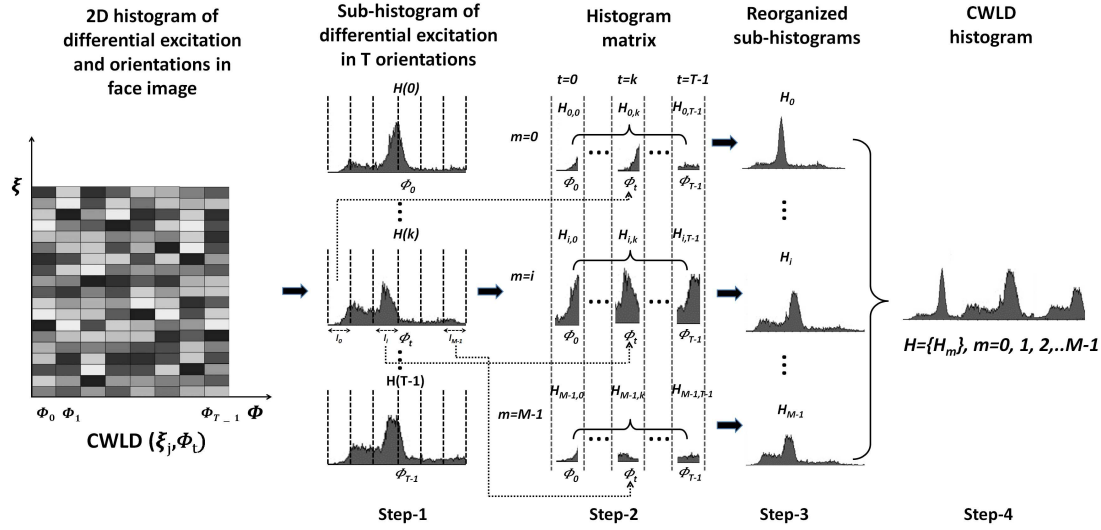 2D histogram of
differential excitation
and orientations in
face image
ξ
Φ0 Φ1 ΦT – 1 Φ
CWLD (ξj,Φt)
Sub-histogram of
differential excitation
in T orientations
H(0)
Φ0
H(k)
l0 li Φt lM-1
H(T-1)
ΦT-1
Step-1
Histogram
matrix
t=0 t=k t=T-1
m=0
H0,0 H0,k H0,T-1
Φ0 Φt ΦT-1
m=i
Hi,0 Hi,k Hi,T-1
Φ0 Φt ΦT-1
m=M-1
HM-1,0 HM-1,k HM-1,T-1
Φ0 Φt ΦT-1
Step-2
Reorganized
sub-histograms
H0
Hi
HM-1
Step-3
CWLD
histogram
H={Hm}, m=0, 1, 2,..M-1
Step-4